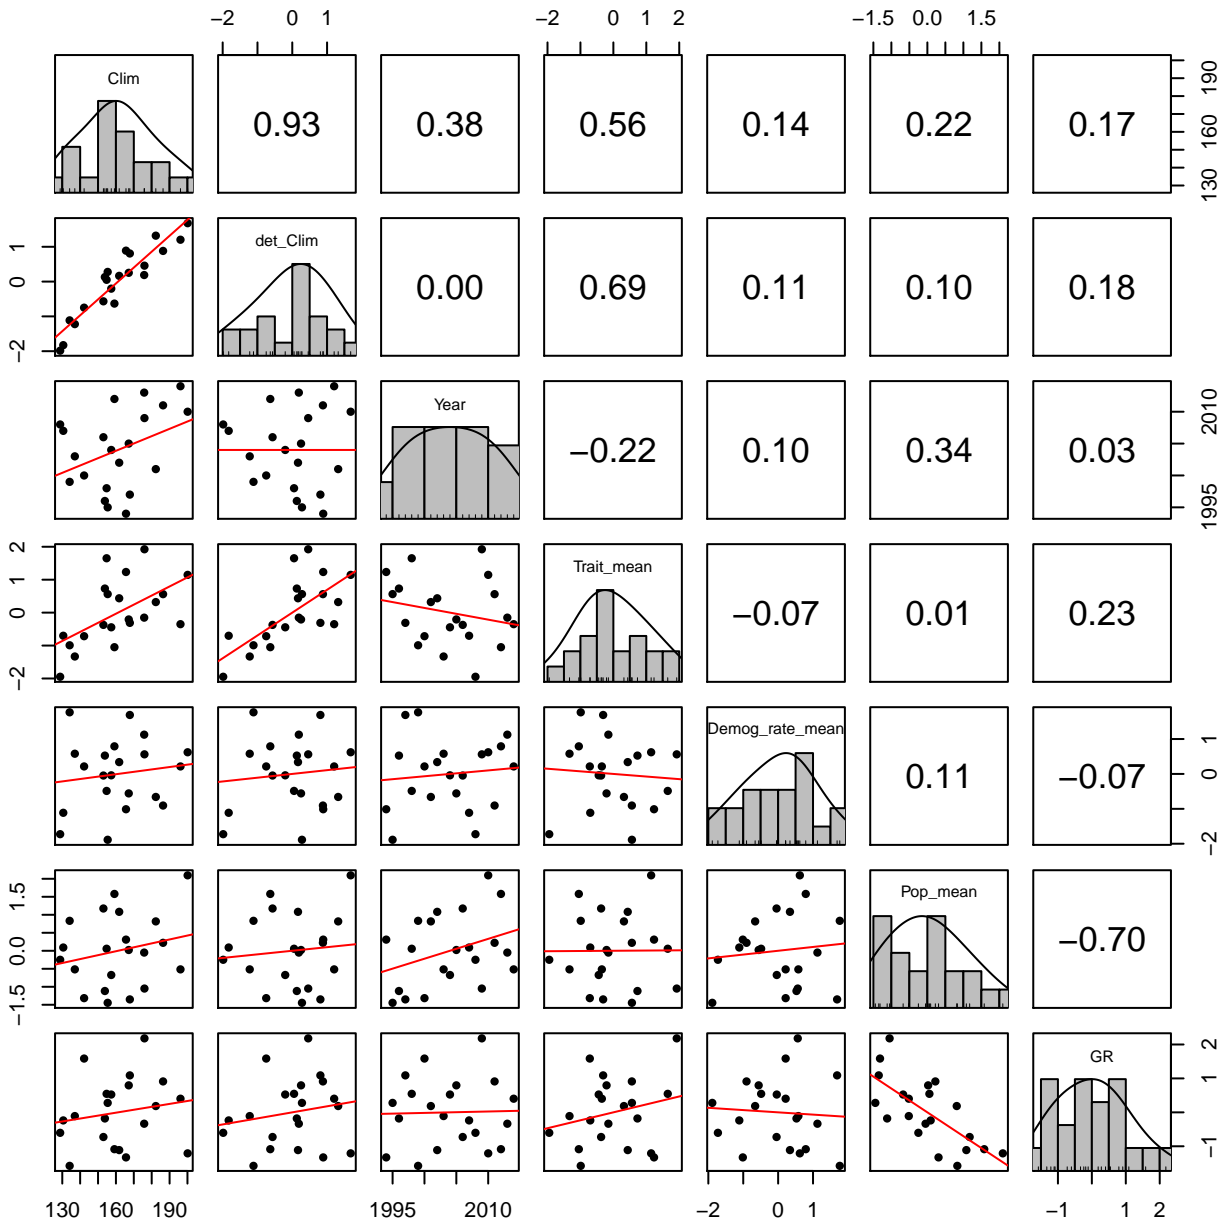 −2 0 1 −2 0 1 2 −1.5 0.0 1.5
Clim 0.93 0.38 0.56 0.14 0.22 0.17 130 160 190
−2 0 1 det_Clim 0.00 0.69 0.11 0.10 0.18
Year −0.22 0.10 0.34 0.03 1995 2010
−2 0 1 2 Trait_mean −0.07 0.01 0.23
Demog_rate_mean 0.11 −0.07 −2 0 1
−1.5 0.0 1.5 Pop_mean −0.70
GR −1 1 2
130 160 190 1995 2010 −2 0 1 −1 0 1 2